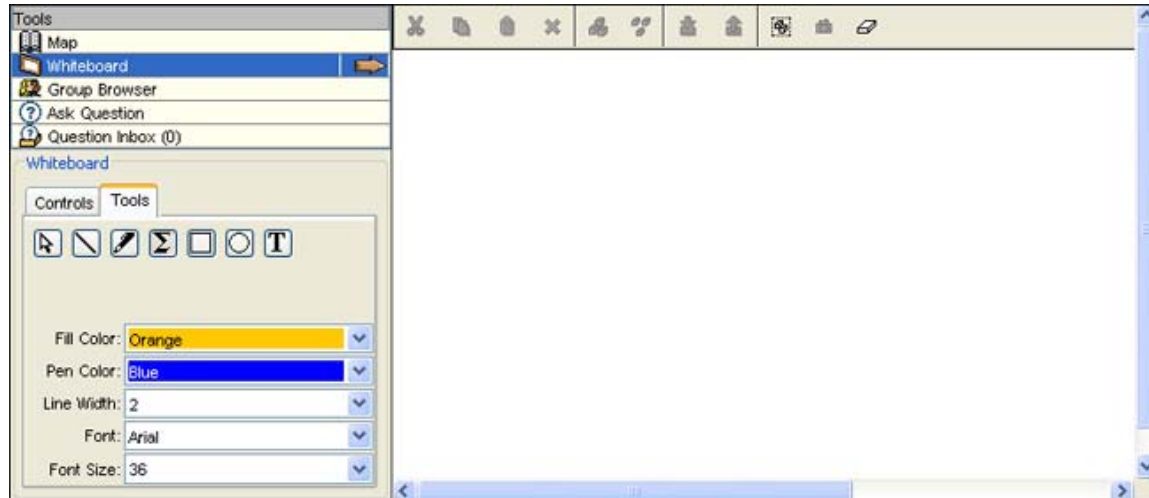 Tools
Map
Whiteboard
Group Browser
Ask Question
Question Inbox (0)
Whiteboard
Controls Tools
Σ T
Fill Color: Orange
Pen Color: Blue
Line Width: 2
Font: Arial
Font Size: 36